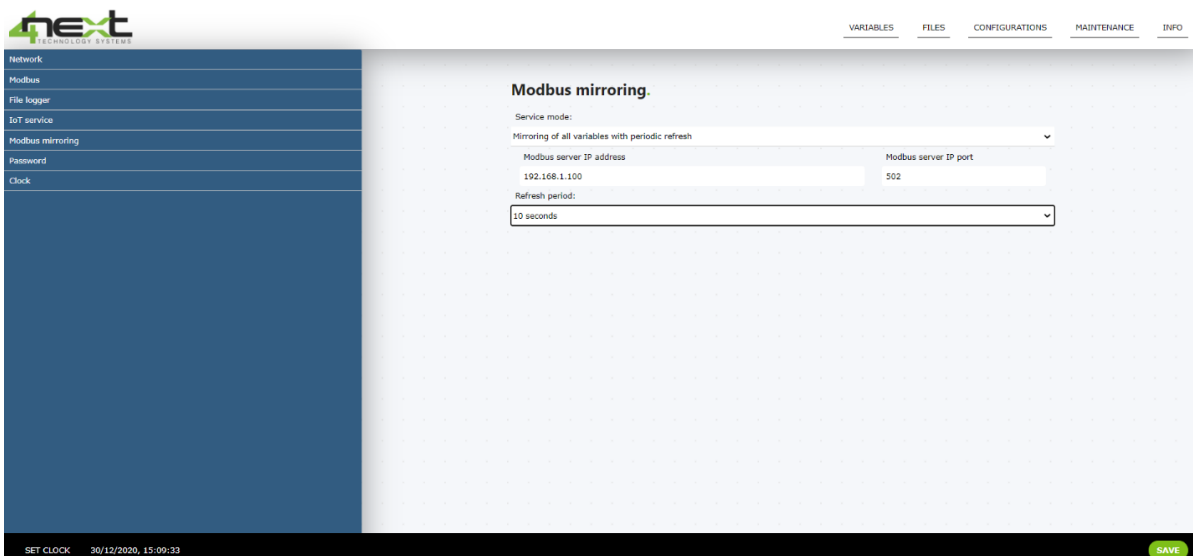 4next
TECHNOLOGY SYSTEMS
VARIABLES FILES CONFIGURATIONS MAINTENANCE INFO
Network
Modbus
File logger
IoT service
Modbus mirroring
Password
Clock
Modbus mirroring.
Service mode:
Mirroring of all variables with periodic refresh
Modbus server IP address Modbus server IP port
192.168.1.100 502
Refresh period:
10 seconds
SET CLOCK 30/12/2020, 15:09:33 SAVE